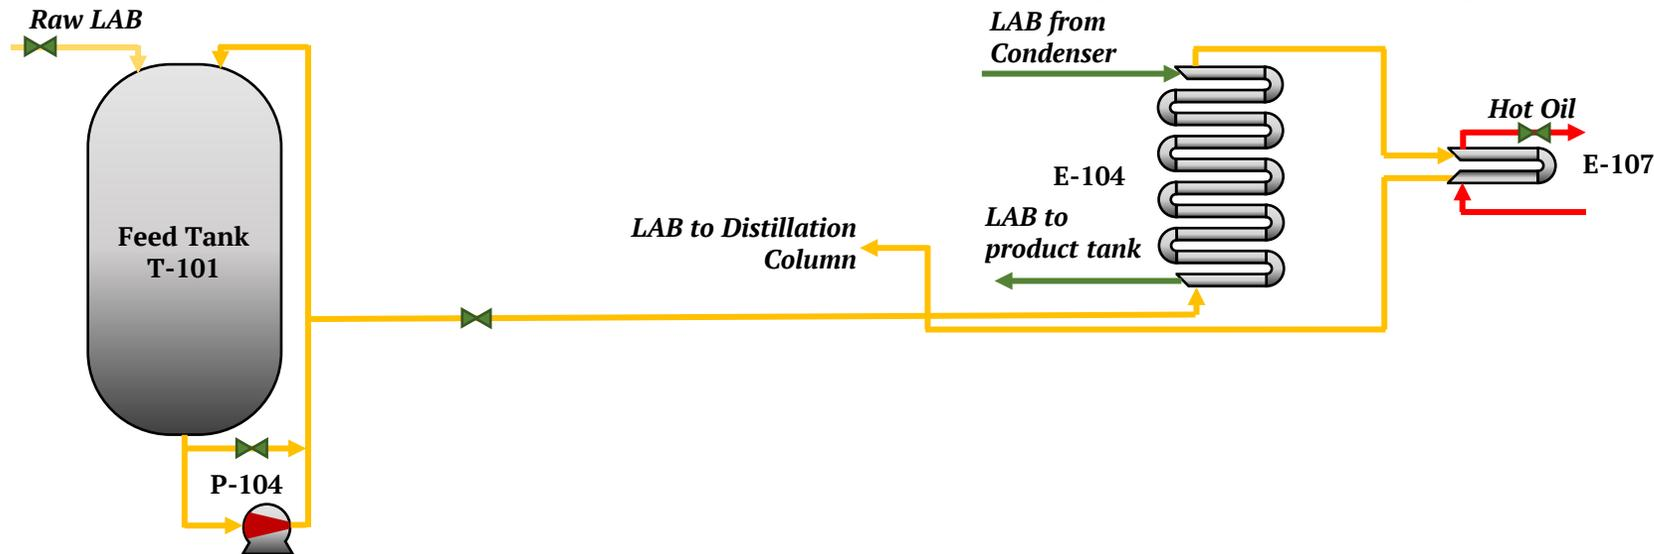 Raw LAB
LAB from
Condenser
Hot Oil
E-107
E-104
LAB to
product tank
LAB to Distillation
Column
Feed Tank
T-101
P-104